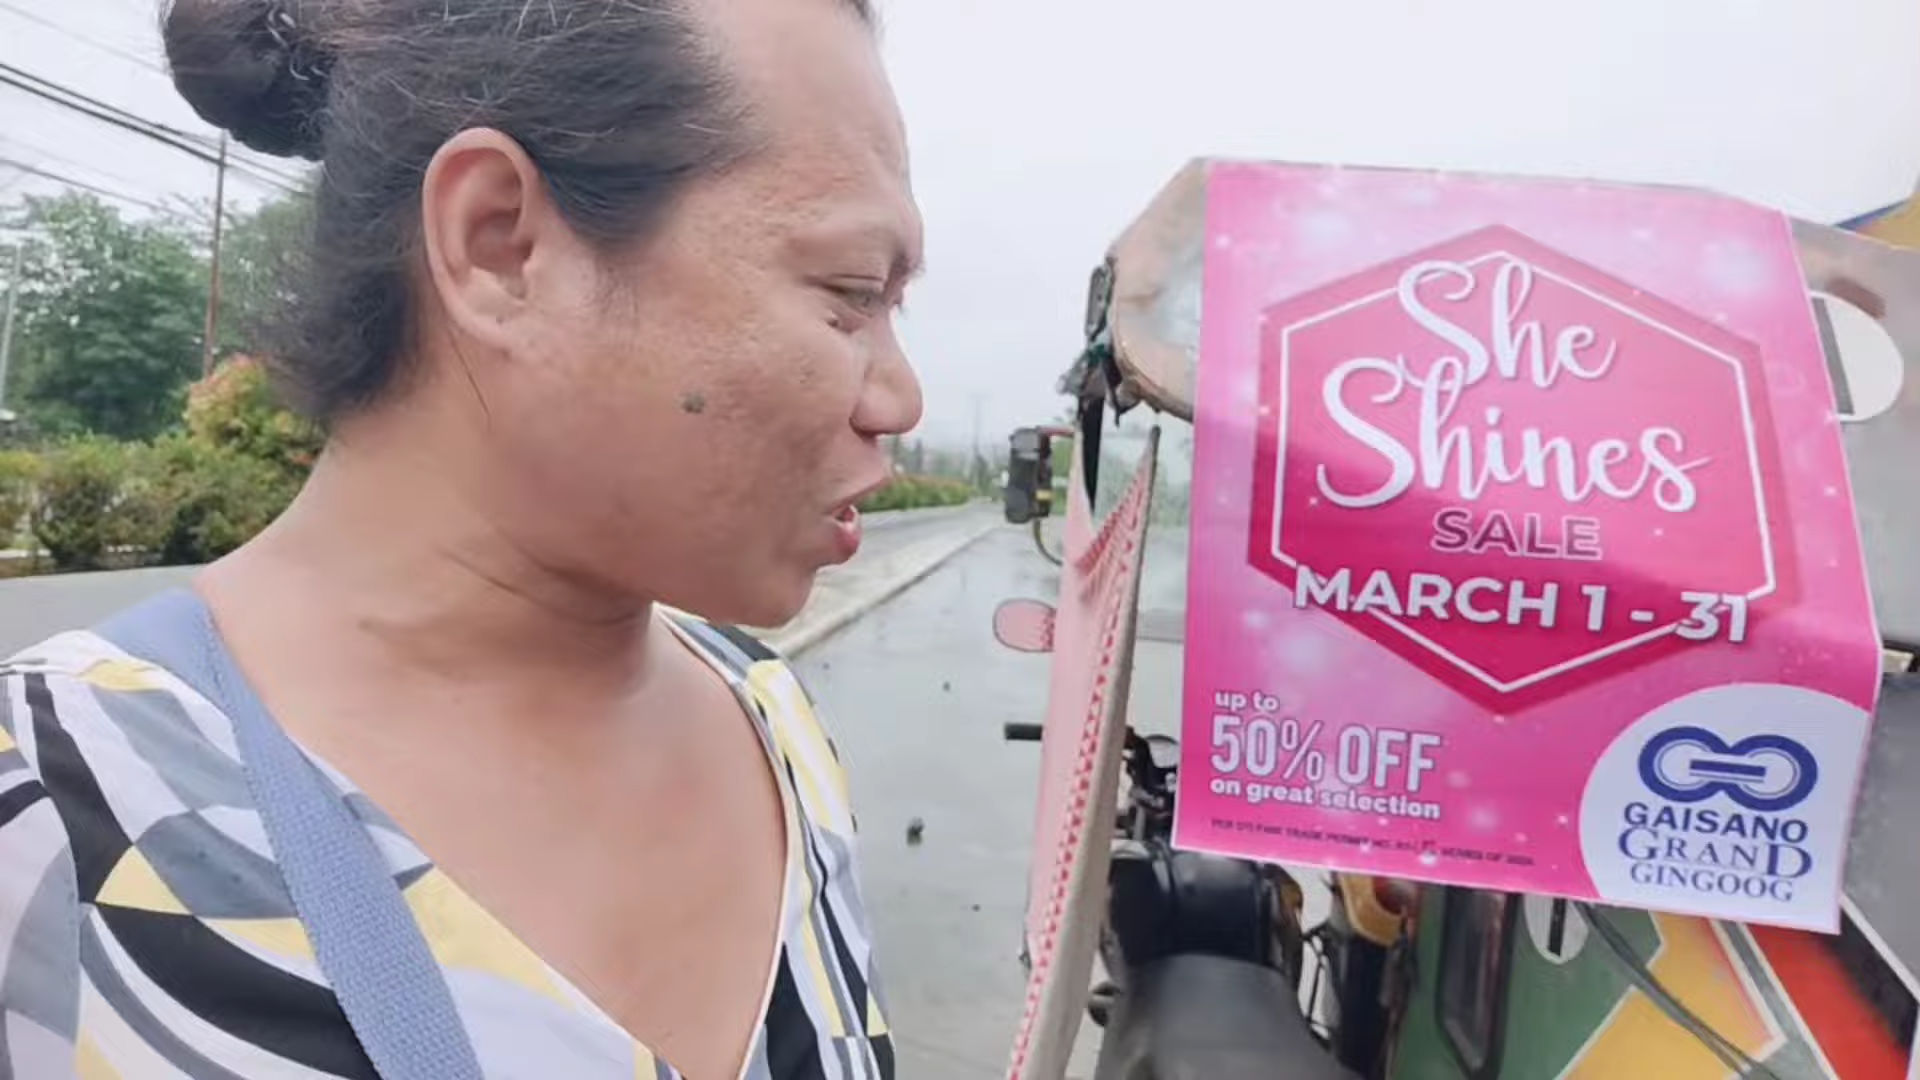 She
Shines
SALE
MARCH 1 - 31
up to
50% OFF
on great selection
GAISANO
GRAND
GINGOOG